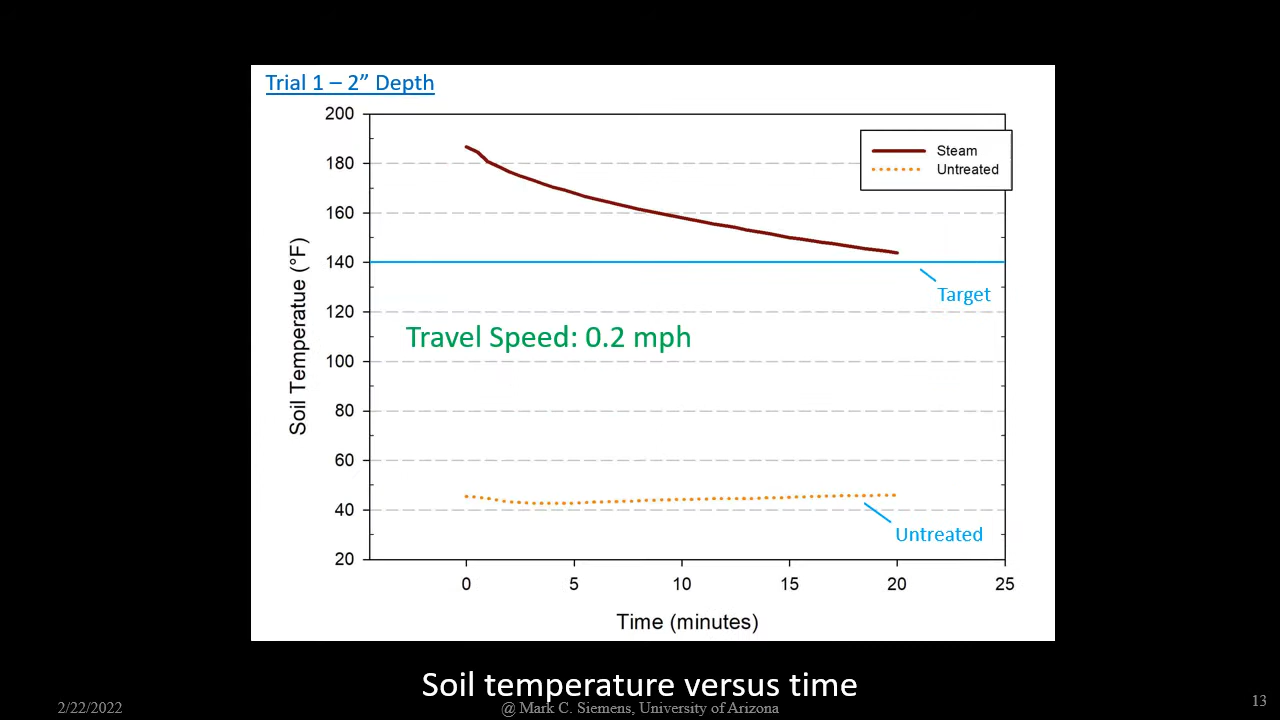 Trial 1 – 2” Depth
200
180
160
140
120
100
80
60
40
20
Soil Temperatue (°F)
Steam
Untreated
Target
Travel Speed: 0.2 mph
Untreated
0 5 10 15 20 25
Time (minutes)
Soil temperature versus time
2/22/2022
@ Mark C. Siemens, University of Arizona
13